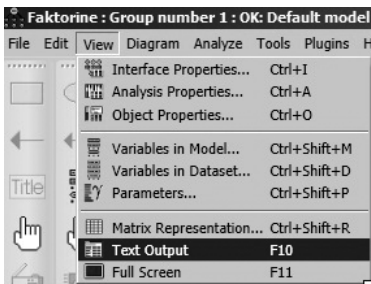 Faktorine : Group number 1 : OK: Default model
File Edit View Diagram Analyze Tools Plugins H
Interface Properties... Ctrl+I
Analysis Properties... Ctrl+A
Object Properties... Ctrl+O
Variables in Model... Ctrl+Shift+M
Variables in Dataset... Ctrl+Shift+D
Parameters... Ctrl+Shift+P
Title
Matrix Representation... Ctrl+Shift+R
Text Output F10
Full Screen F11